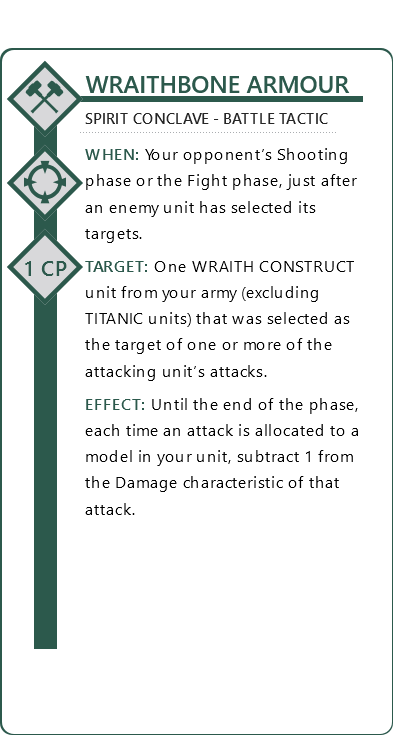 WRAITHBONE ARMOUR
SPIRIT CONCLAVE - BATTLE TACTIC
WHEN: Your opponent's Shooting
phase or the Fight phase, just after
an enemy unit has selected its
targets.
1 CP
TARGET: One WRAITH CONSTRUCT
unit from your army (excluding
TITANIC units) that was selected as
the target of one or more of the
attacking unit's attacks.
EFFECT: Until the end of the phase,
each time an attack is allocated to a
model in your unit, subtract 1 from
the Damage characteristic of that
attack.